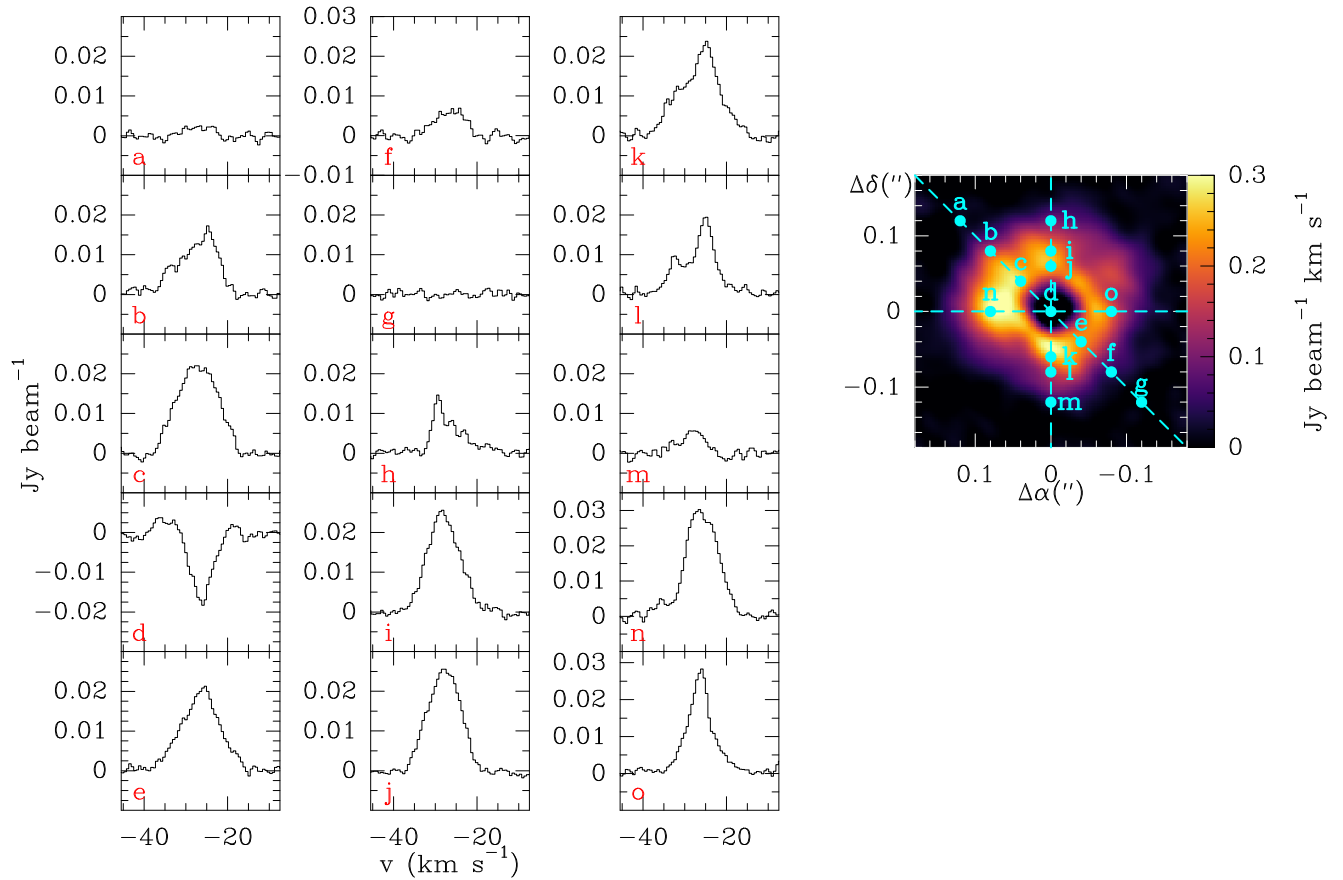 0.03
0.02 0.02 0.02
0.01 0.01 0.01
0 0 0
a f k
−0.01
0.02 0.02 0.02
0.01 0.01 0.01
0 0 0
b g l
0.02 0.02 0.02
0.01 0.01 0.01
0 0 0
c h m
0 0.02 0.03
−0.01 0.01 0.02
−0.02 0 0.01
0
d i n
0.02 0.02 0.03
0.01 0.01 0.02
0 0 0.01
0
e j o
−40 −20 −40 −20 −40 −20
v (km s⁻¹)
Jy beam⁻¹
Δδ(″)
0.1
0
−0.1
a
b
c
d
e
f
g
h
i
j
k
l
m
n
o
0.1 0 −0.1
Δα(″)
0.3
0.2
0.1
0
Jy beam⁻¹ km s⁻¹